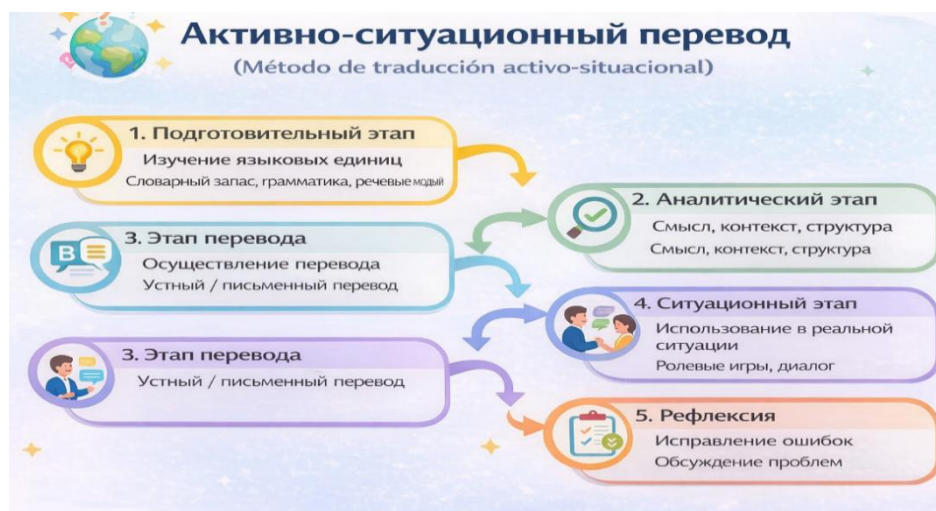 Активно-ситуационный перевод
(Método de traducción activo-situacional)
1. Подготовительный этап
Изучение языковых единиц
Словарный запас, грамматика, речевые
2. Аналитический этап
Смысл, контекст, структура
Смысл, контекст, структура
3. Этап перевода
Осуществление перевода
Устный / письменный перевод
4. Ситуационный этап
Использование в реальной
ситуации
Ролевые игры, диалог
3. Этап перевода
Устный / письменный перевод
5. Рефлексия
Исправление ошибок
Обсуждение проблем